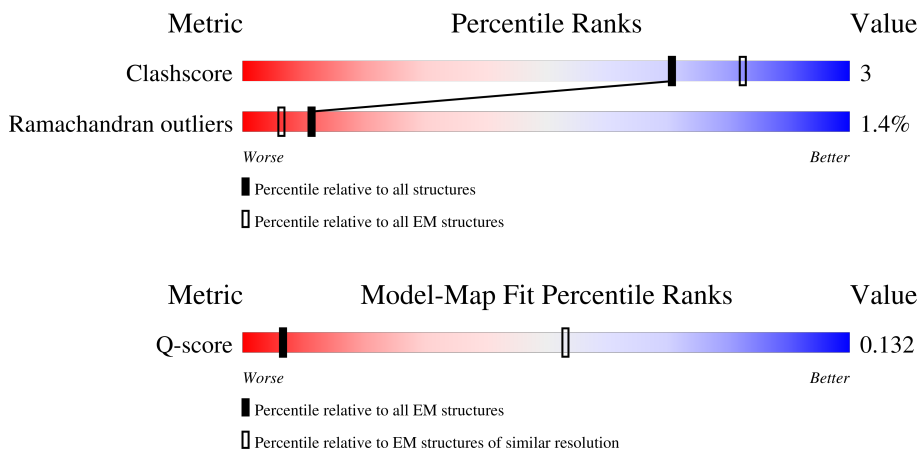 Metric Percentile Ranks Value
Clashscore 3
Ramachandran outliers 1.4%
Worse Better
Percentile relative to all structures
Percentile relative to all EM structures
Metric Model-Map Fit Percentile Ranks Value
Q-score 0.132
Worse Better
Percentile relative to all EM structures
Percentile relative to EM structures of similar resolution